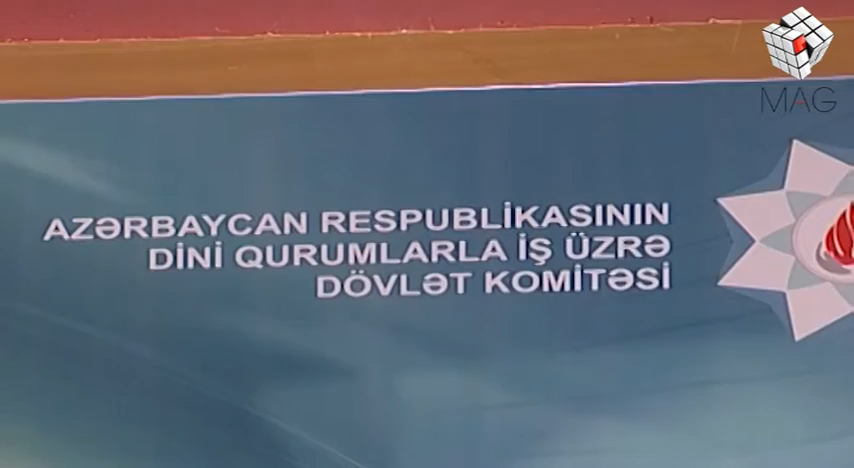 MAG
AZƏRBAYCAN RESPUBLİKASININ
DİNİ QURUMLARLA İŞ ÜZRƏ
DÖVLƏT KOMİTƏSİ